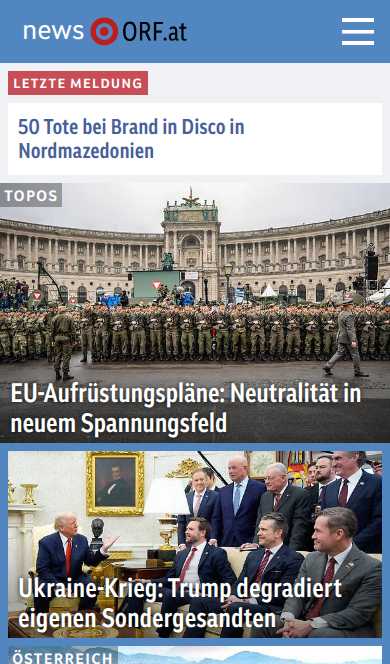 news ORF.at
LETZTE MELDUNG
50 Tote bei Brand in Disco in
Nordmazedonien
TOPOS
EU-Aufrüstungspläne: Neutralität in
neuem Spannungsfeld
Ukraine-Krieg: Trump degradiert
eigenen Sondergesandten
ÖSTERREICH